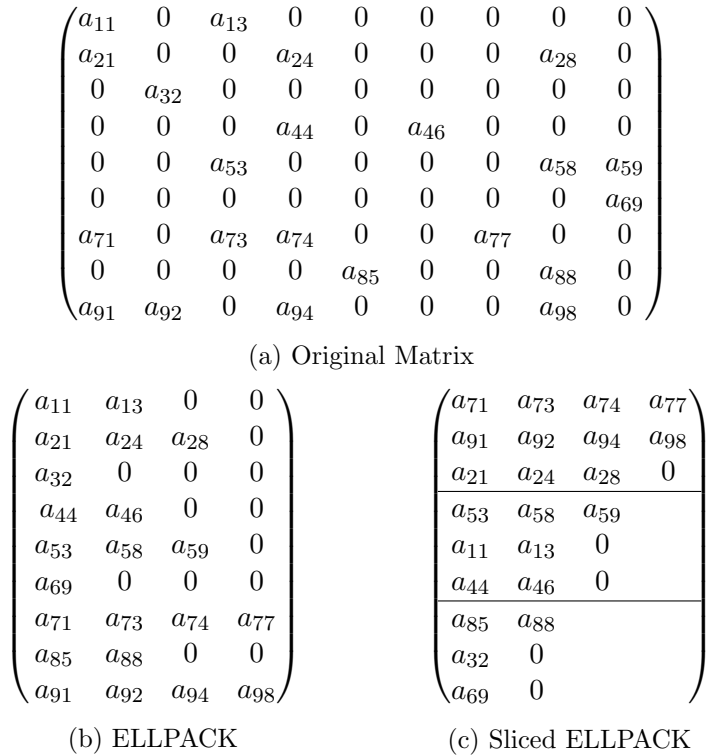 a11 0 a13 0 0 0 0 0 0
a21 0 0 a24 0 0 0 a28 0
0 a32 0 0 0 0 0 0 0
0 0 0 a44 0 a46 0 0 0
0 0 a53 0 0 0 0 a58 a59
0 0 0 0 0 0 0 0 a69
a71 0 a73 a74 0 0 a77 0 0
0 0 0 0 a85 0 0 a88 0
a91 a92 0 a94 0 0 0 a98 0
(a) Original Matrix
a11 a13 0 0
a21 a24 a28 0
a32 0 0 0
a44 a46 0 0
a53 a58 a59 0
a69 0 0 0
a71 a73 a74 a77
a85 a88 0 0
a91 a92 a94 a98
(b) ELLPACK
a71 a73 a74 a77
a91 a92 a94 a98
a21 a24 a28 0
a53 a58 a59
a11 a13 0
a44 a46 0
a85 a88
a32 0
a69 0
(c) Sliced ELLPACK